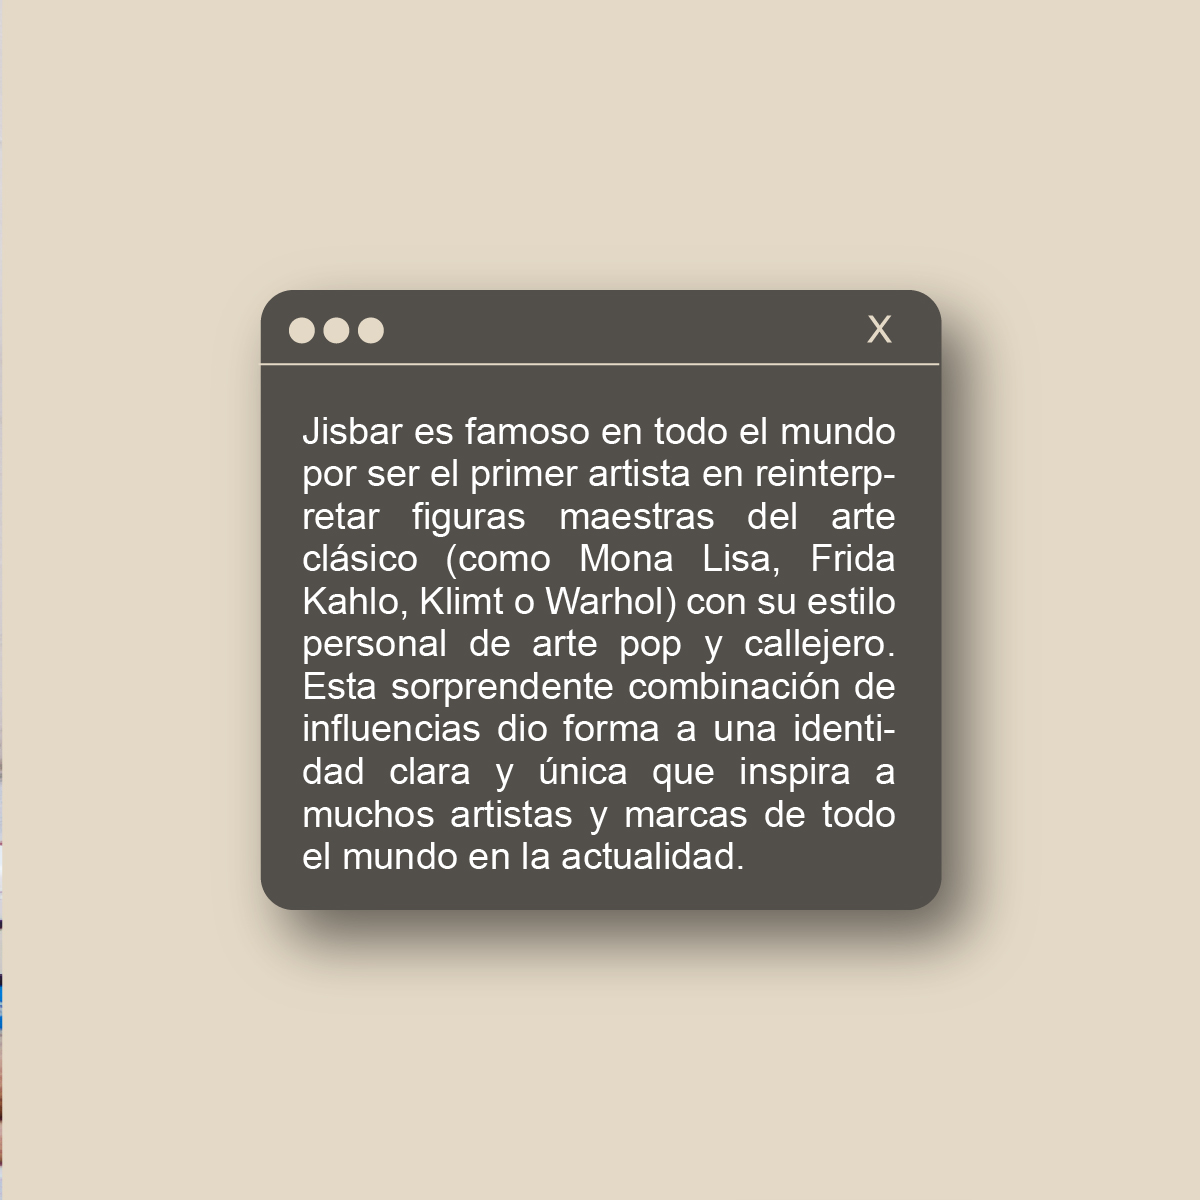 X
Jisbar es famoso en todo el mundo
por ser el primer artista en reinterp-
retar figuras maestras del arte
clásico (como Mona Lisa, Frida
Kahlo, Klimt o Warhol) con su estilo
personal de arte pop y callejero.
Esta sorprendente combinación de
influencias dio forma a una identi-
dad clara y única que inspira a
muchos artistas y marcas de todo
el mundo en la actualidad.